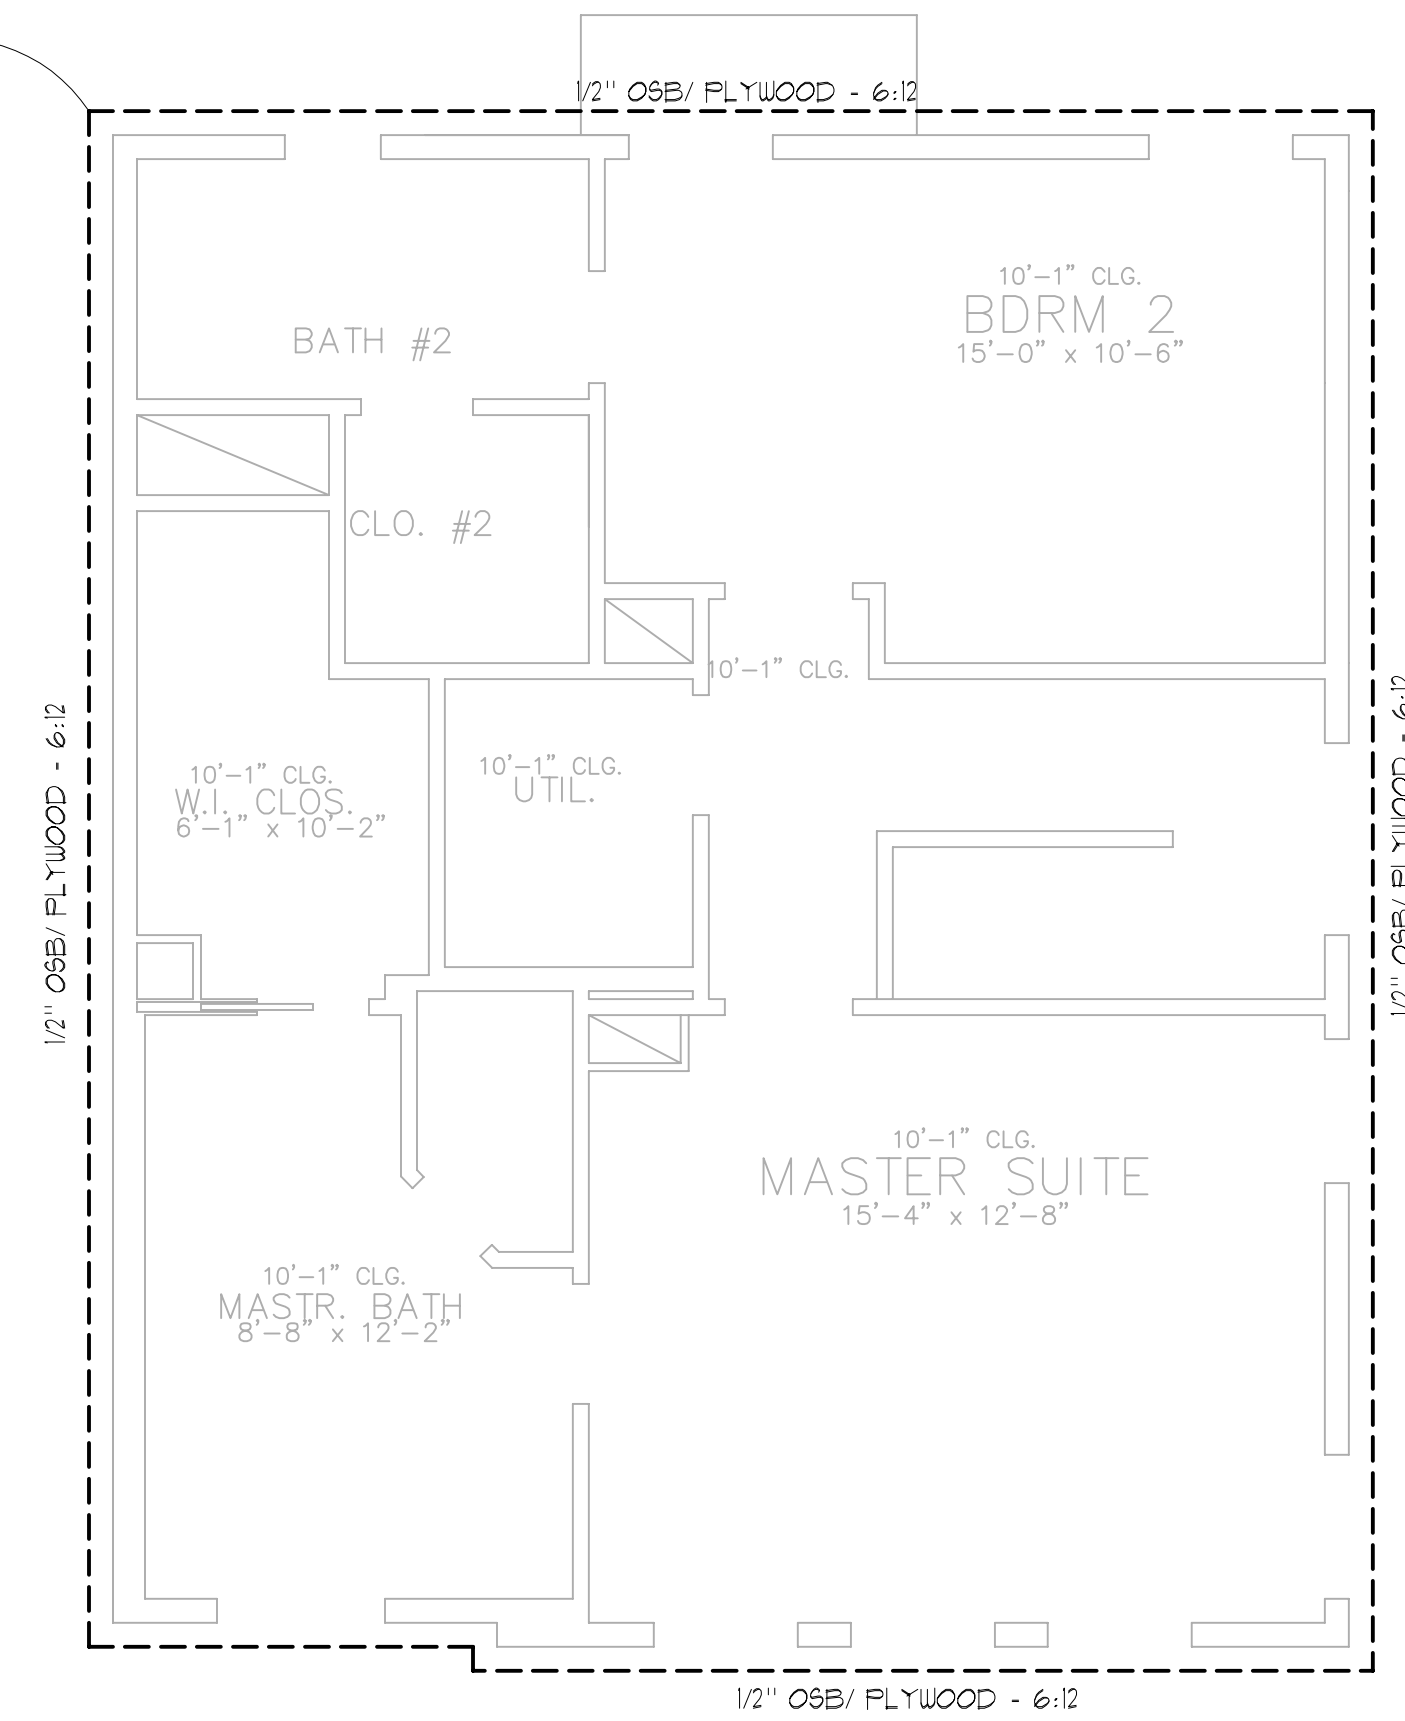 1/2" OSB/ PLYWOOD - 6:12
10'-1" CLG.
BDRM 2
15'-0" x 10'-6"
BATH #2
CLO. #2
10'-1" CLG.
1/2" OSB/ PLYWOOD - 6:12
1/2" OSB/ PLYWOOD - 6:12
10'-1" CLG.
UTIL.
10'-1" CLG.
W.I. CLOS.
6'-1" x 10'-2"
10'-1" CLG.
MASTER SUITE
15'-4" x 12'-8"
10'-1" CLG.
MASTR. BATH
8'-8" x 12'-2"
1/2" OSB/ PLYWOOD - 6:12